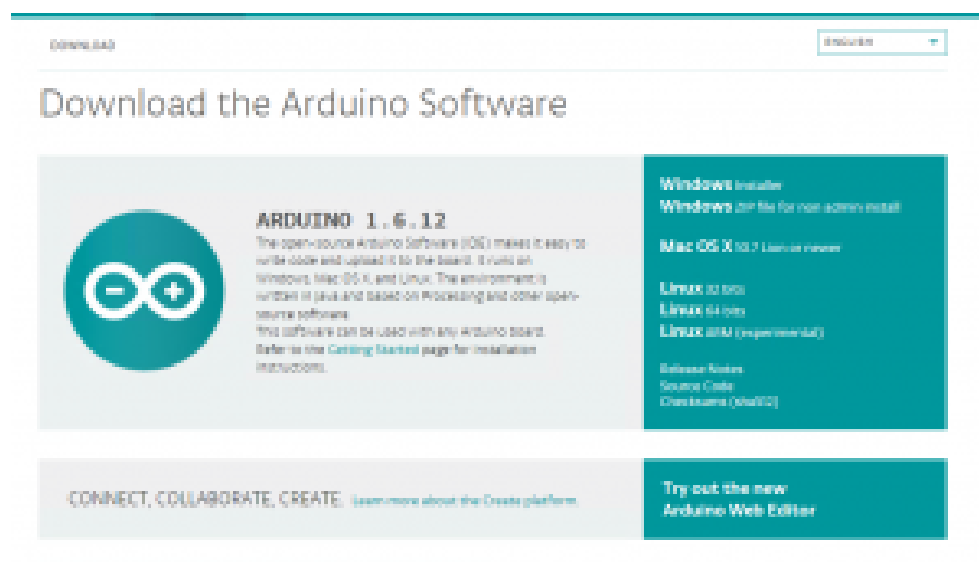 DOWNLOAD
ENGLISH
Download the Arduino Software
ARDUINO 1.6.12
The open-source Arduino Software (IDE) makes it easy to
write code and upload it to the board. It runs on
Windows, Mac OS X, and Linux. The environment is
written in Java and based on Processing and other open-
source software.
This software can be used with any Arduino board.
Refer to the Getting Started page for Installation
instructions.
Windows Installer
Windows ZIP file for non admin install
Mac OS X 10.7 Lion or newer
Linux 32 bits
Linux 64 bits
Linux ARM (experimental)
Release Notes
Source Code
Checksums (sha512)
CONNECT, COLLABORATE, CREATE. Learn more about the Create platform.
Try out the new
Arduino Web Editor